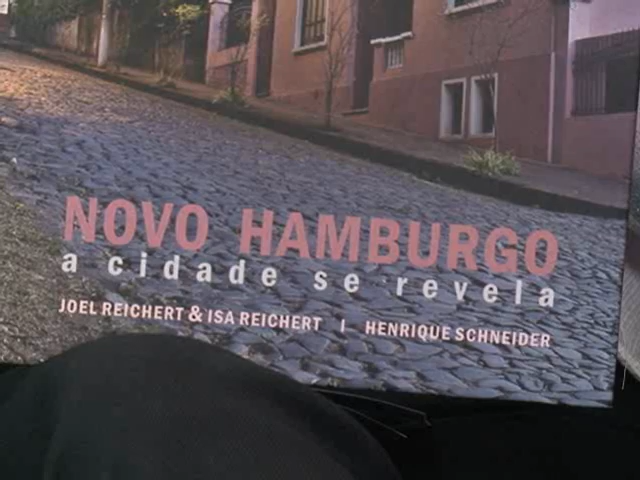 NOVO HAMBURGO
a cidade se revela
JOEL REICHERT & ISA REICHERT | HENRIQUE SCHNEIDER